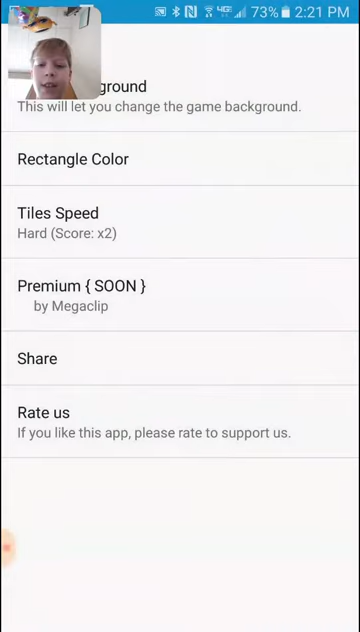 73% 2:21 PM
ground
This will let you change the game background.
Rectangle Color
Tiles Speed
Hard (Score: x2)
Premium { SOON }
by Megaclip
Share
Rate us
If you like this app, please rate to support us.